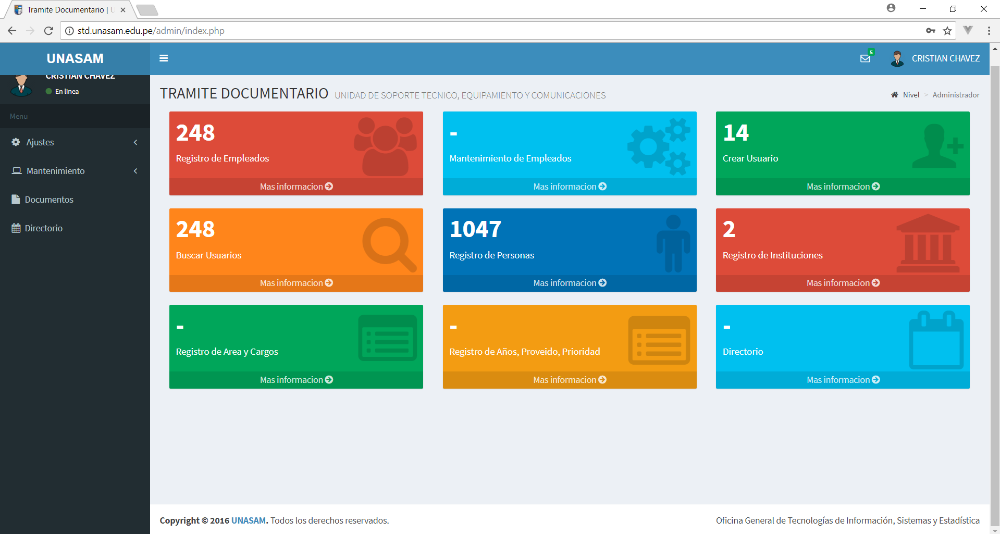 Tramite Documentario | U
std.unasam.edu.pe/admin/index.php
UNASAM
5
CRISTIAN CHAVEZ
CRISTIAN CHAVEZ
En linea
Menu
Ajustes
Mantenimiento
Documentos
Directorio
TRAMITE DOCUMENTARIO UNIDAD DE SOPORTE TECNICO, EQUIPAMIENTO Y COMUNICACIONES
Nivel > Administrador
248
Registro de Empleados
Mas informacion
-
Mantenimiento de Empleados
Mas informacion
14
Crear Usuario
Mas informacion
248
Buscar Usuarios
Mas informacion
1047
Registro de Personas
Mas informacion
2
Registro de Instituciones
Mas informacion
-
Registro de Area y Cargos
Mas informacion
-
Registro de Años, Proveido, Prioridad
Mas informacion
-
Directorio
Mas informacion
Copyright © 2016 UNASAM. Todos los derechos reservados.
Oficina General de Tecnologías de Información, Sistemas y Estadística